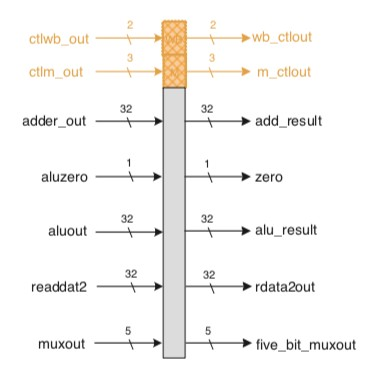 2 2
ctlwb_out WB wb_ctlout
3 3
ctlm_out M m_ctlout
32 32
adder_out add_result
1 1
aluzero zero
32 32
aluout alu_result
32 32
readdat2 rdata2out
5 5
muxout five_bit_muxout